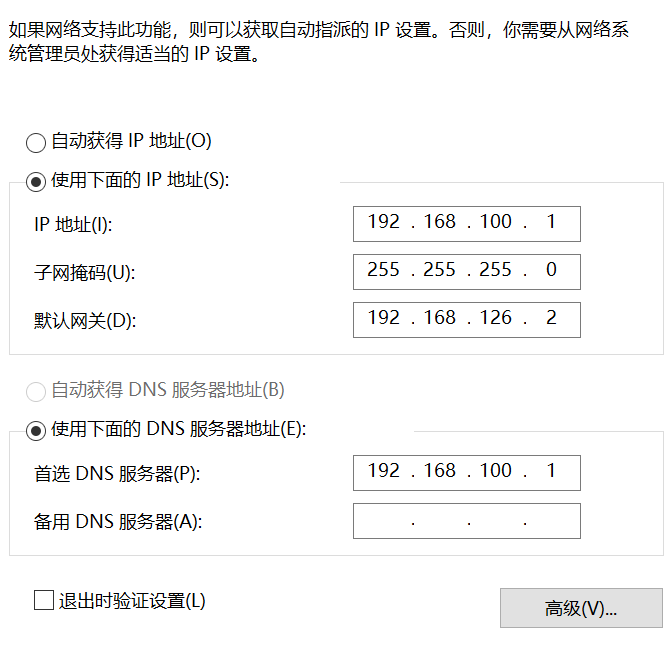 如果网络支持此功能，则可以获取自动指派的 IP 设置。否则，你需要从网络系
统管理员处获得适当的 IP 设置。
自动获得 IP 地址(O)
使用下面的 IP 地址(S):
IP 地址(I):
192 . 168 . 100 . 1
子网掩码(U):
255 . 255 . 255 . 0
默认网关(D):
192 . 168 . 126 . 2
自动获得 DNS 服务器地址(B)
使用下面的 DNS 服务器地址(E):
首选 DNS 服务器(P):
192 . 168 . 100 . 1
备用 DNS 服务器(A):
. . .
退出时验证设置(L)
高级(V)...